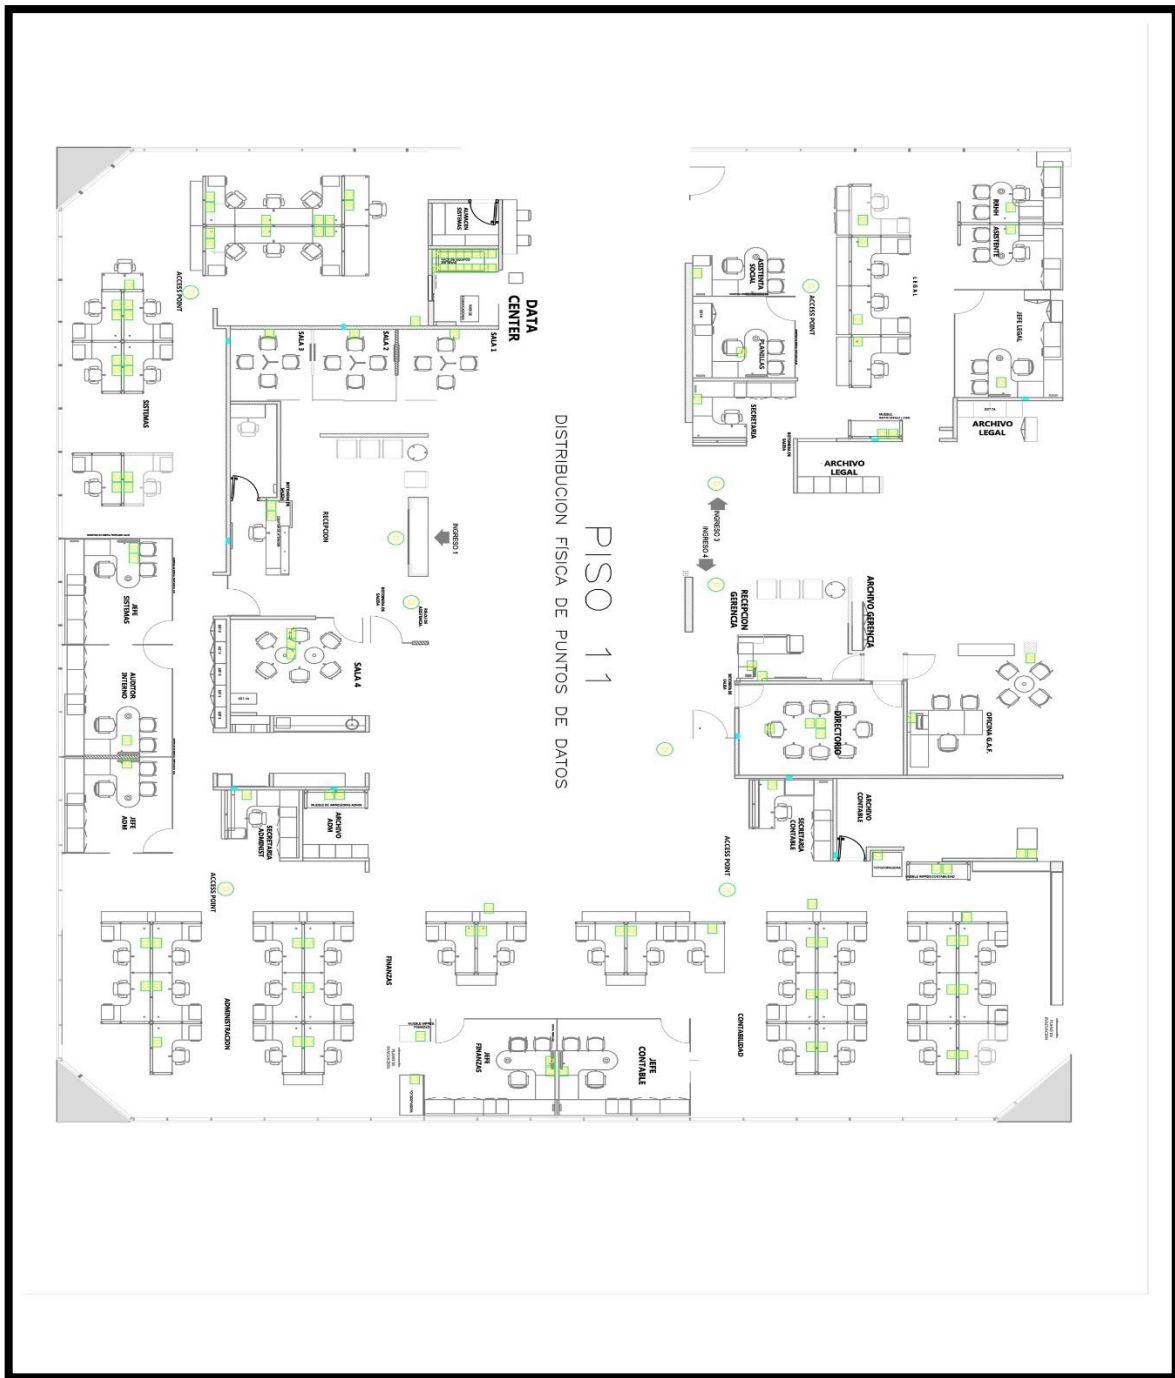 PISO 11
DISTRIBUCION FÍSICA DE PUNTOS DE DATOS
ALMACEN
SISTEMAS
DATA
CENTER
ACCESS POINT
SISTEMAS
SALA 3
SALA 2
SALA 1
RECEPCION
INGRESO 1
SALA 4
JEFE
SISTEMAS
AUDITOR
INTERNO
JEFE
ADM
SECRETARIA
ADMINIST
ARCHIVO
ADM
ACCESS POINT
ADMINISTRACION
FINANZAS
JEFE
FINANZAS
JEFE
CONTABLE
CONTABILIDAD
ACCESS POINT
SECRETARIA
CONTABLE
ARCHIVO
CONTABLE
DIRECTORIO
OFICINA G.A.F.
RECEPCION
GERENCIA
ARCHIVO GERENCIA
INGRESO 3
INGRESO 4
ARCHIVO
LEGAL
ARCHIVO
LEGAL
SECRETARIA
PLANILLAS
ASISTENTA
SOCIAL
ACCESS POINT
LEGAL
JEFE LEGAL
RRHH
ASISTENTE